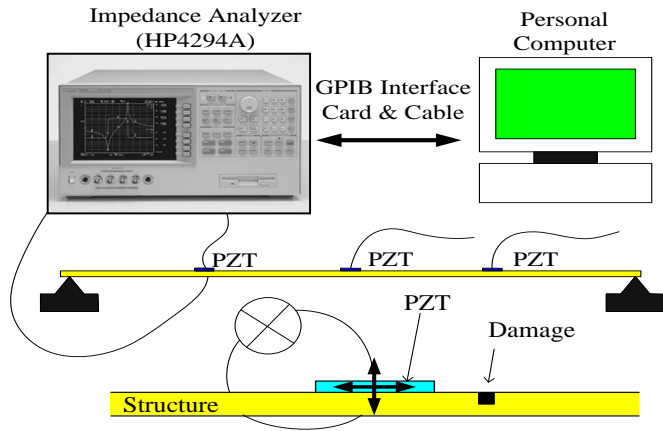 Impedance Analyzer
(HP4294A)
Personal
Computer
GPIB Interface
Card & Cable
PZT
PZT
PZT
PZT
Damage
Structure